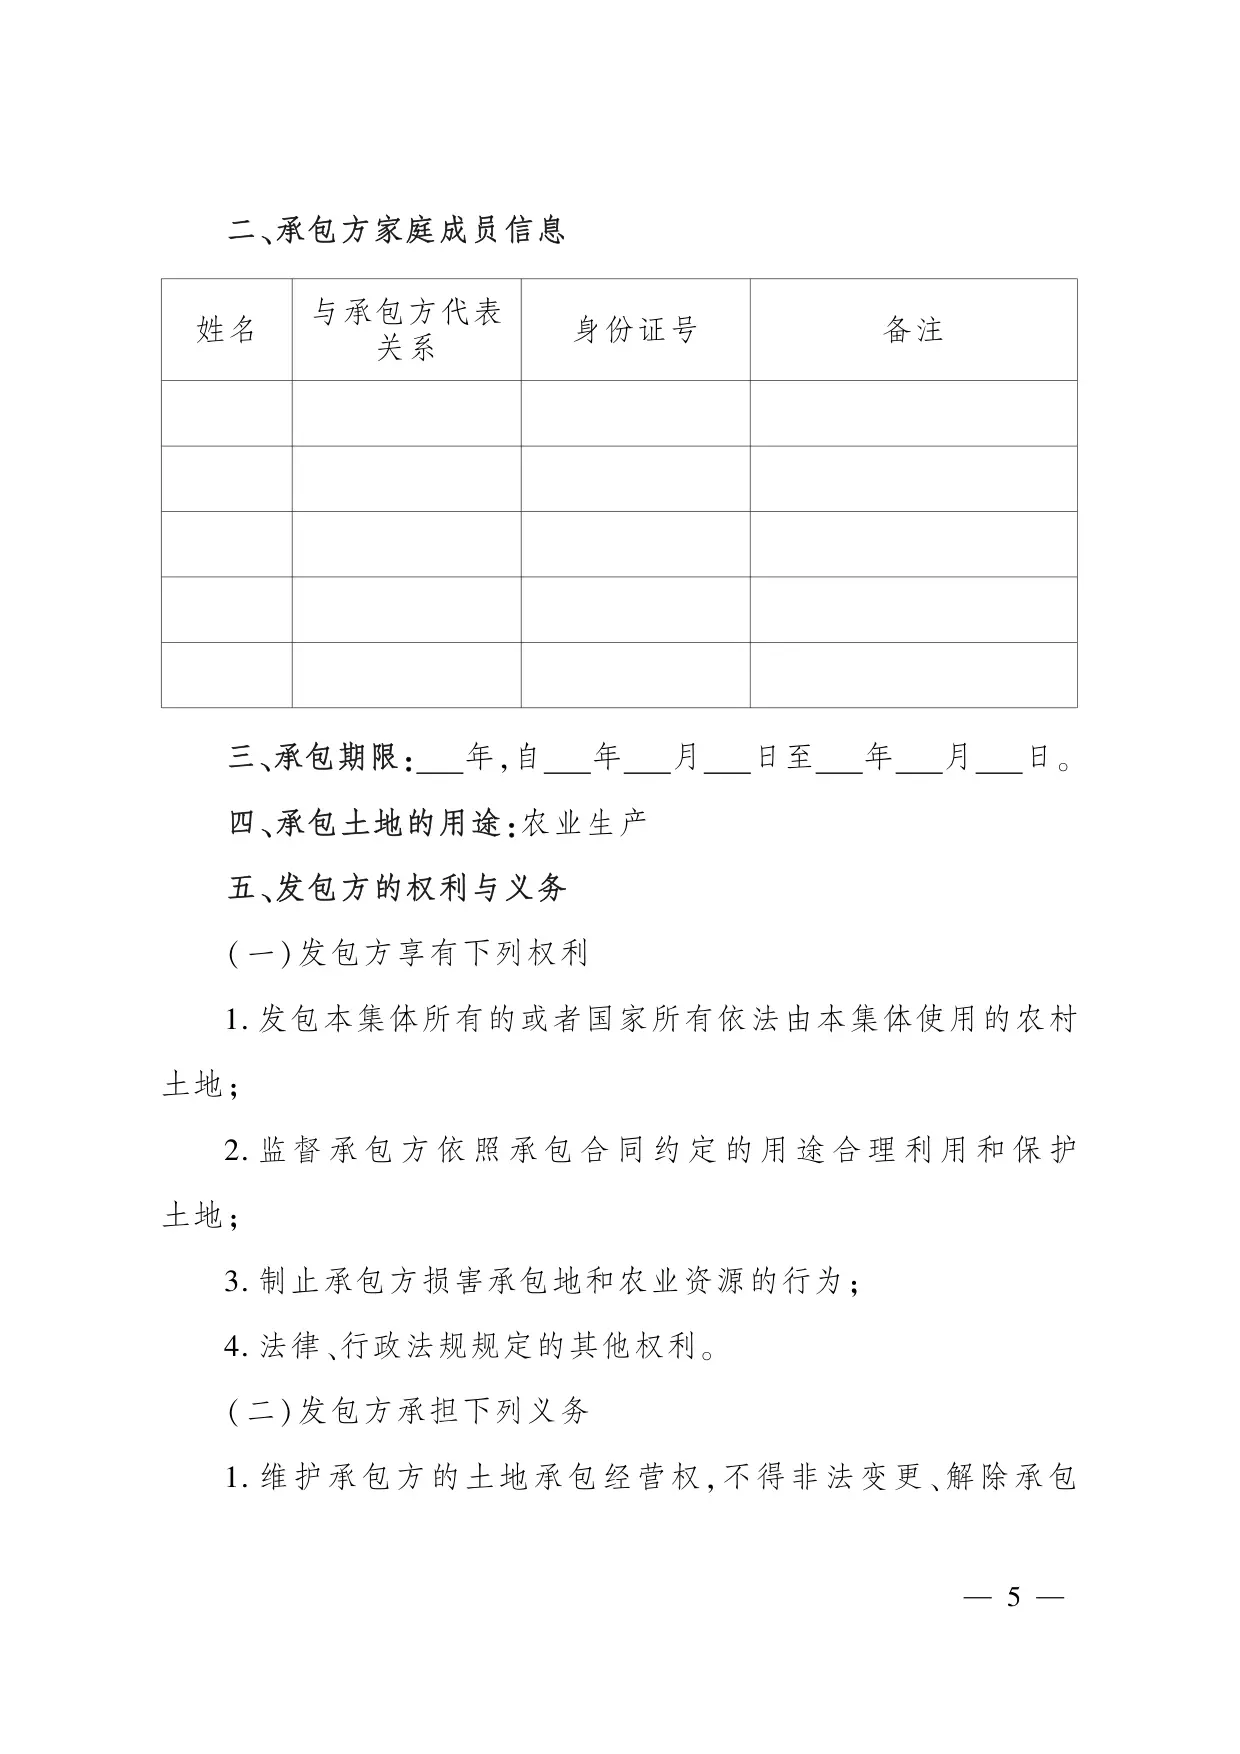 二、承包方家庭成员信息
姓名
与承包方代表
关系
身份证号
备注
三、承包期限:___年,自___年___月___日至___年___月___日。
四、承包土地的用途:农业生产
五、发包方的权利与义务
(一)发包方享有下列权利
1. 发包本集体所有的或者国家所有依法由本集体使用的农村
土地;
2. 监督承包方依照承包合同约定的用途合理利用和保护
土地;
3. 制止承包方损害承包地和农业资源的行为;
4. 法律、行政法规规定的其他权利。
(二)发包方承担下列义务
1. 维护承包方的土地承包经营权,不得非法变更、解除承包
— 5 —